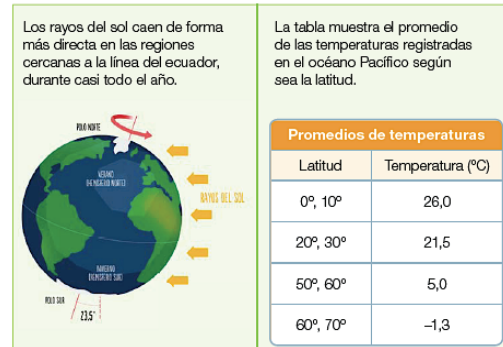 Los rayos del sol caen de forma
más directa en las regiones
cercanas a la línea del ecuador,
durante casi todo el año.
POLO NORTE
VERANO
(HEMISFERIO NORTE)
RAYOS DEL SOL
INVIERNO
(HEMISFERIO SUR)
POLO SUR
23,5°
La tabla muestra el promedio
de las temperaturas registradas
en el océano Pacífico según
sea la latitud.
Promedios de temperaturas
Latitud Temperatura (ºC)
0º, 10º 26,0
20º, 30º 21,5
50º, 60º 5,0
60º, 70º –1,3